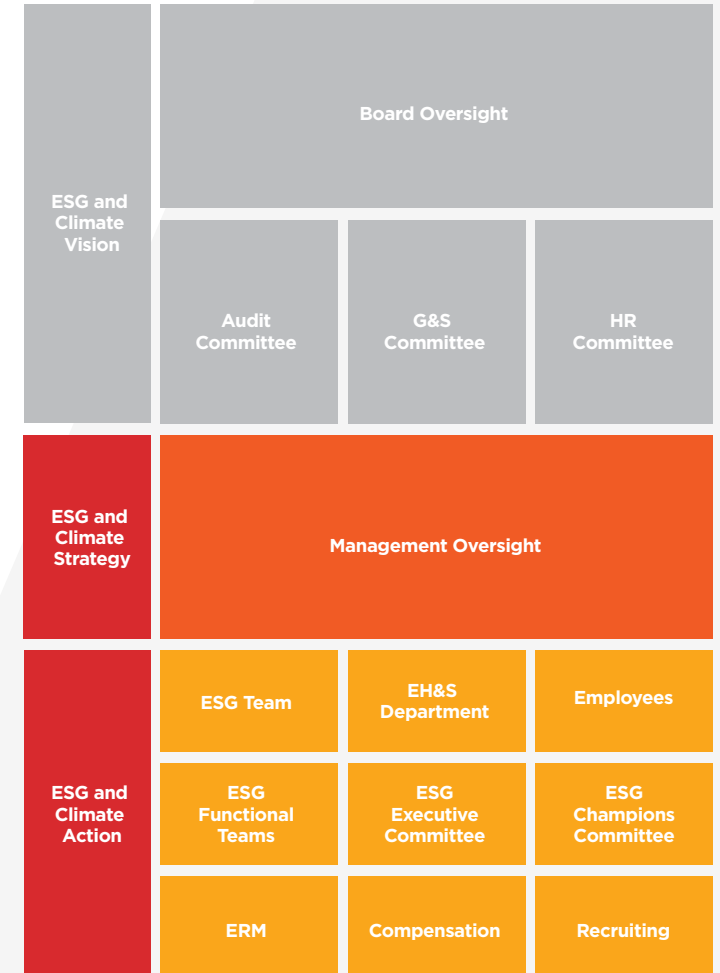 Board Oversight
ESG and
Climate
Vision
Audit
Committee
G&S
Committee
HR
Committee
ESG and
Climate
Strategy
Management Oversight
ESG and
Climate
Action
ESG Team
EH&S
Department
Employees
ESG
Functional
Teams
ESG
Executive
Committee
ESG
Champions
Committee
ERM
Compensation
Recruiting